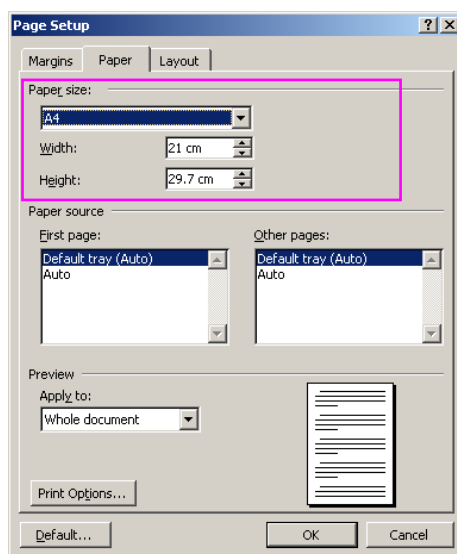 Page Setup
Margins Paper Layout
Paper size:
A4
Width: 21 cm
Height: 29.7 cm
Paper source
First page: Other pages:
Default tray (Auto) Default tray (Auto)
Auto Auto
Preview
Apply to:
Whole document
Print Options...
Default... OK Cancel